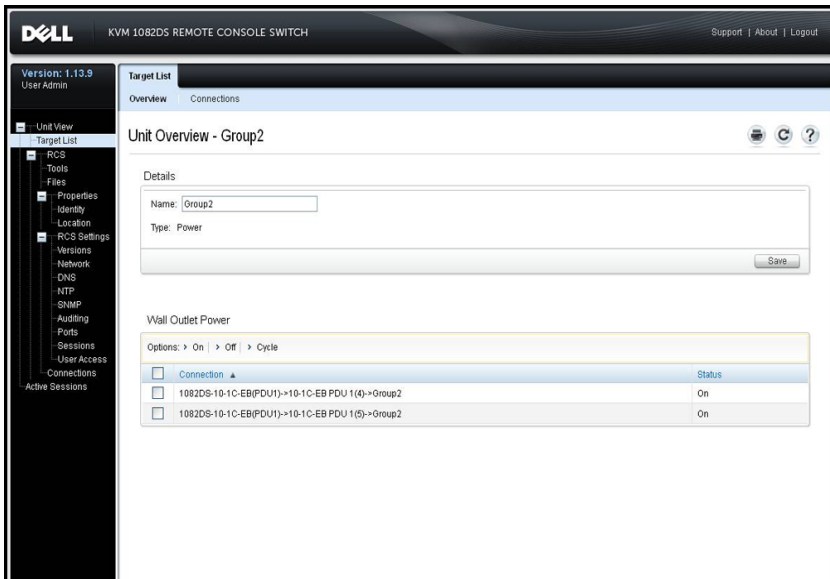 DELL
KVM 1082DS REMOTE CONSOLE SWITCH
Support | About | Logout
Version: 1.13.9
User Admin
Target List
Overview
Connections
Unit View
Target List
RCS
Tools
Files
Properties
Identity
Location
RCS Settings
Versions
Network
DNS
NTP
SNMP
Auditing
Ports
Sessions
User Access
Connections
Active Sessions
Unit Overview - Group2
?
Details
Name: Group2
Type: Power
Save
Wall Outlet Power
Options: > On | > Off | > Cycle
Connection ▲ Status
1082DS-10-1C-EB(PDU1)->10-1C-EB PDU 1(4)->Group2 On
1082DS-10-1C-EB(PDU1)->10-1C-EB PDU 1(5)->Group2 On